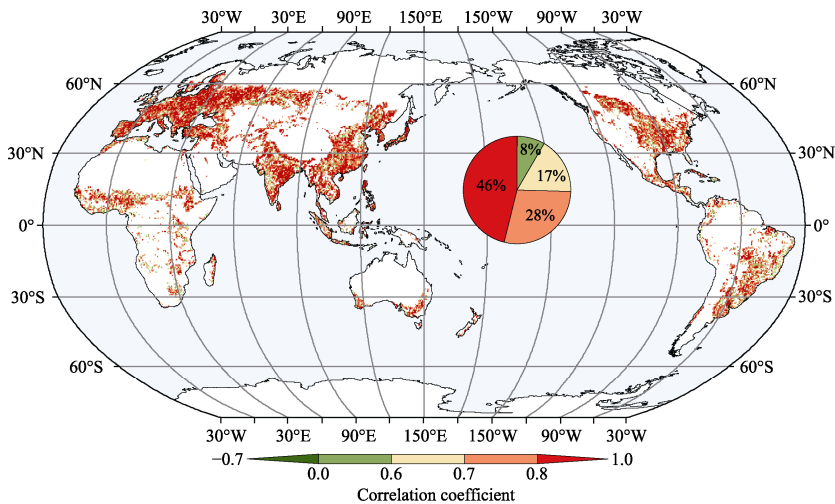 30°W 30°E 90°E 150°E 150°W 90°W 30°W
60°N 60°N
30°N 30°N
8%
17%
46%
28%
0° 0°
30°S 30°S
60°S 60°S
30°W 30°E 90°E 150°E 150°W 90°W 30°W
−0.7 1.0
0.0 0.6 0.7 0.8
Correlation coefficient